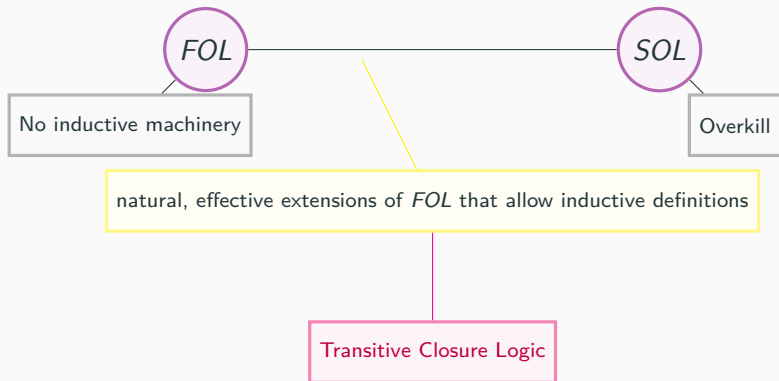 FOL
SOL
No inductive machinery
Overkill
natural, effective extensions of FOL that allow inductive definitions
Transitive Closure Logic